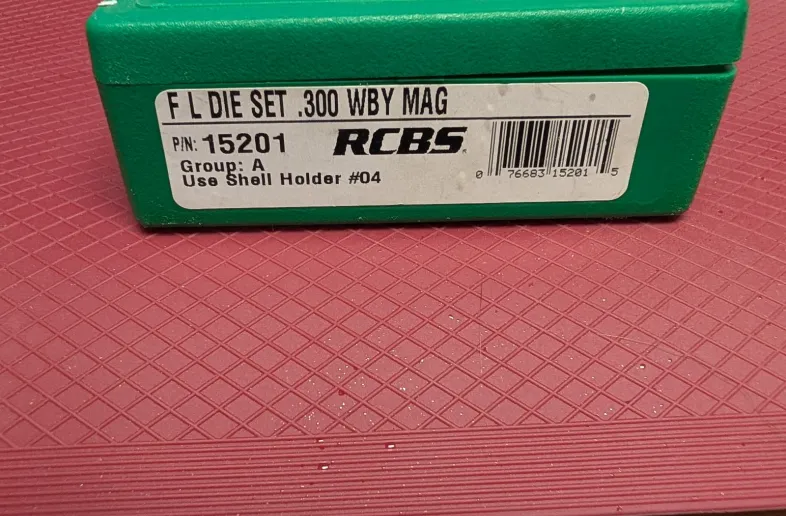 F L DIE SET .300 WBY MAG
P/N: 15201 RCBS.
Group: A
Use Shell Holder #04
0 76683 15201 5